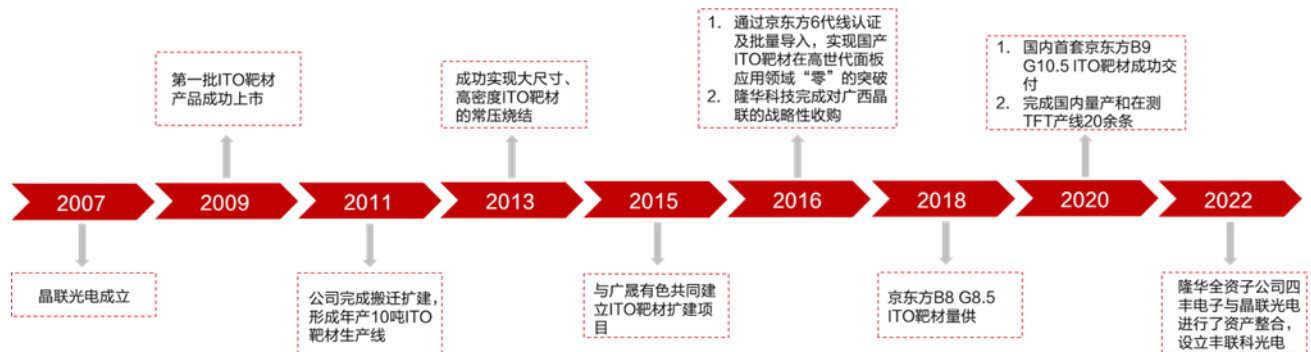 1. 通过京东方6代线认证
及批量导入，实现国产
ITO靶材在高世代面板
应用领域“零”的突破
2. 隆华科技完成对广西晶
联的战略性收购
1. 国内首套京东方B9
G10.5 ITO靶材成功交
付
2. 完成国内量产和在测
TFT产线20余条
第一批ITO靶材
产品成功上市
成功实现大尺寸、
高密度ITO靶材
的常压烧结
2007
2009
2011
2013
2015
2016
2018
2020
2022
晶联光电成立
公司完成搬迁扩建，
形成年产10吨ITO
靶材生产线
与广晟有色共同建
立ITO靶材扩建项
目
京东方B8 G8.5
ITO靶材量供
隆华全资子公司四
丰电子与晶联光电
进行了资产整合，
设立丰联科光电